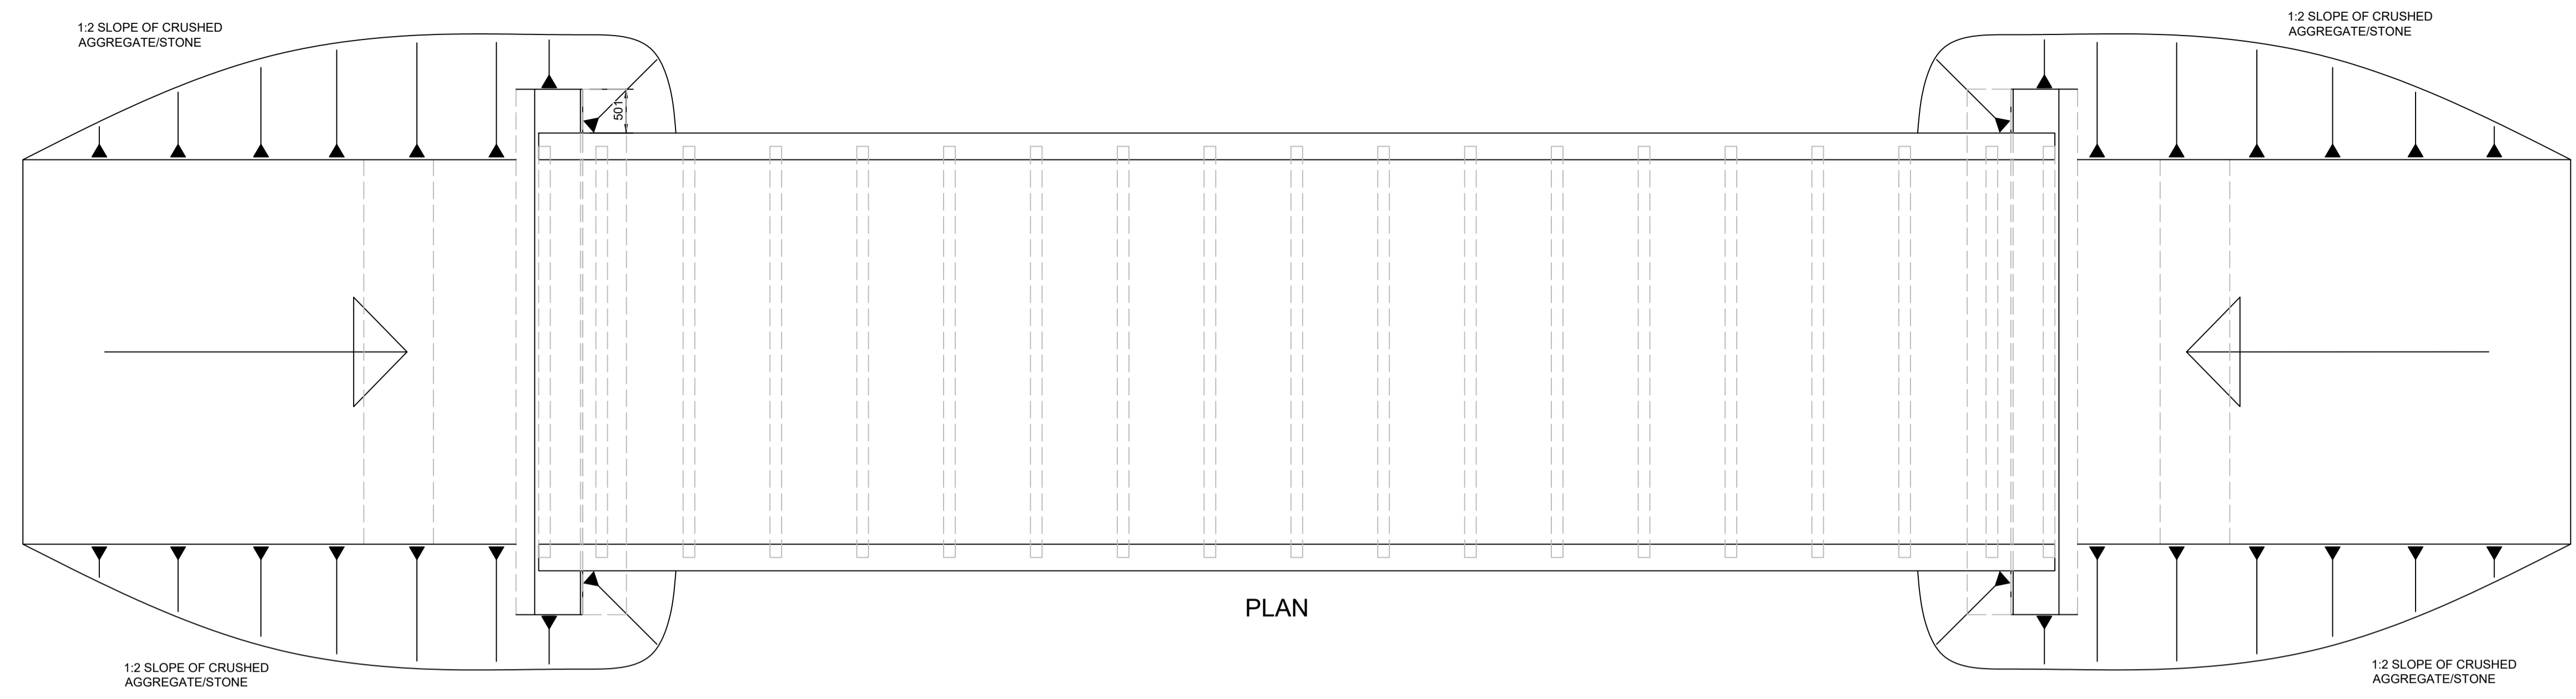 1:2 SLOPE OF CRUSHED
AGGREGATE/STONE
1:2 SLOPE OF CRUSHED
AGGREGATE/STONE
501
PLAN
1:2 SLOPE OF CRUSHED
AGGREGATE/STONE
1:2 SLOPE OF CRUSHED
AGGREGATE/STONE